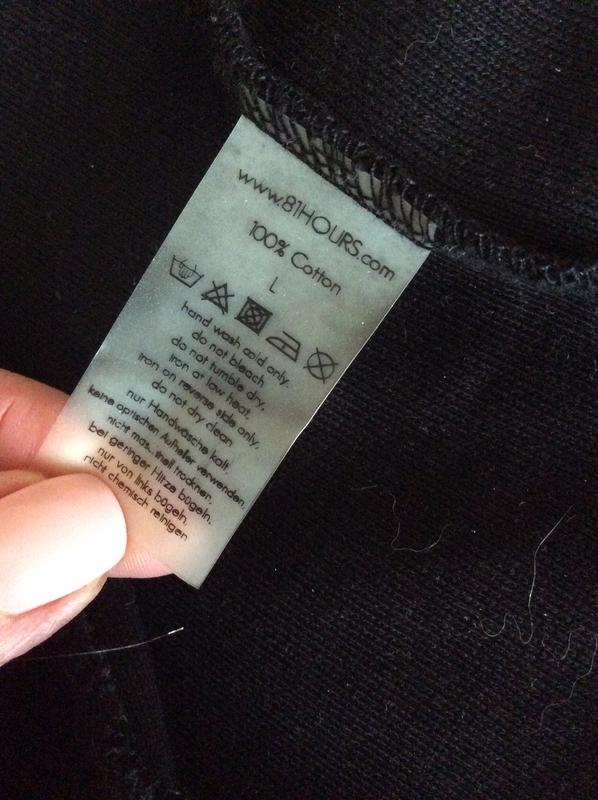 www.81HOURS.com
100% Cotton
L
hand wash cold only.
do not bleach
do not tumble dry,
iron at low heat.
iron on reverse side only,
do not dry clean
nur Handwäsche kalt.
keine optischen Aufheller verwenden.
nicht masch.ell trocknen.
bei geringer Hitze bügeln.
nur von links bügeln.
nicht chemisch reinigen